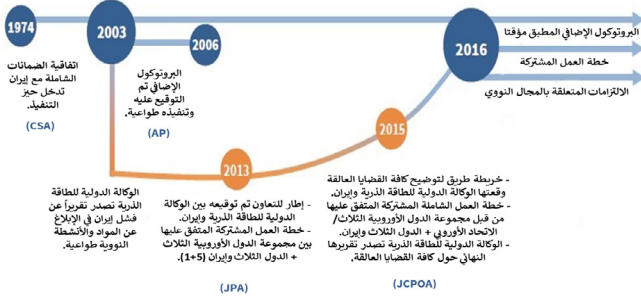 1974
2003
2006
2016
البروتوكول الإضافي المطبق مؤقتا
خطة العمل المشتركة
الالتزامات المتعلقة بالمجال النووي
اتفاقية الضمانات
الشاملة مع إيران
تدخل حيز
التنفيذ.
(CSA)
البروتوكول
الإضافي تم
التوقيع عليه
وتنفيذه طواعية.
(AP)
2013
2015
الوكالة الدولية للطاقة
الذرية تصدر تقريراً عن
فشل إيران في الإبلاغ
عن المواد والأنشطة
النووية طواعية.
- إطار للتعاون تم توقيعه بين الوكالة
الدولية للطاقة الذرية وإيران.
- خطة العمل المشتركة المتفق عليها
بين مجموعة الدول الأوروبية الثلاث
+ الدول الثلاث وإيران (5+1).
(JPA)
- خريطة طريق لتوضيح كافة القضايا العالقة
وقعتها الوكالة الدولية للطاقة الذرية وإيران.
- خطة العمل الشاملة المشتركة المتفق عليها
من قبل مجموعة الدول الأوروبية الثلاث/
الاتحاد الأوروبي + الدول الثلاث وإيران.
- الوكالة الدولية للطاقة الذرية تصدر تقريرها
النهائي حول كافة القضايا العالقة.
(JCPOA)